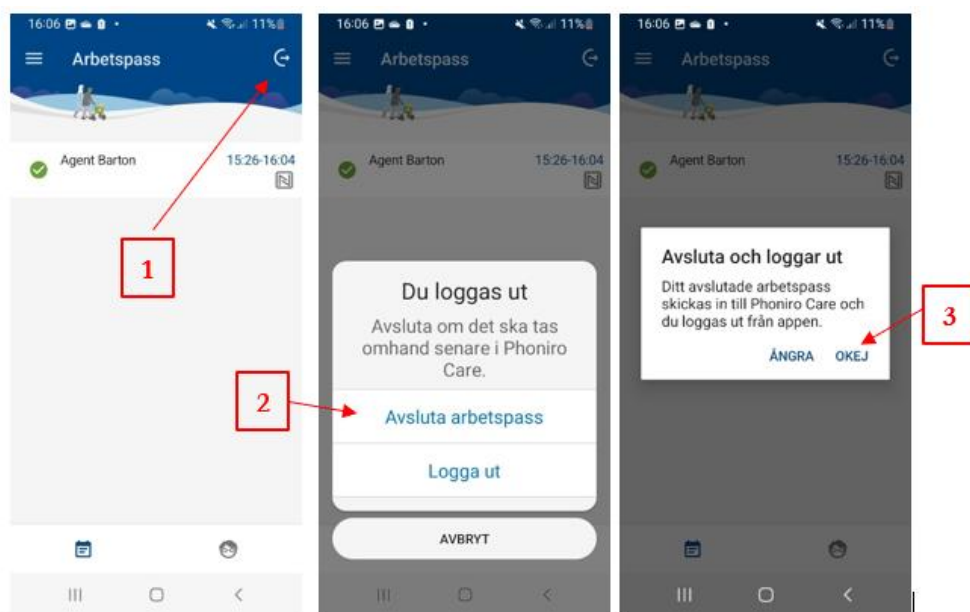 16:06 11%
Arbetspass
Agent Barton 15:26-16:04
1
16:06 11%
Arbetspass
Agent Barton 15:26-16:04
Du loggas ut
Avsluta om det ska tas
omhand senare i Phoniro
Care.
2
Avsluta arbetspass
Logga ut
AVBRYT
16:06 11%
Arbetspass
Agent Barton 15:26-16:04
Avsluta och loggar ut
Ditt avslutade arbetspass
skickas in till Phoniro Care och
du loggas ut från appen.
ÅNGRA OKEJ
3